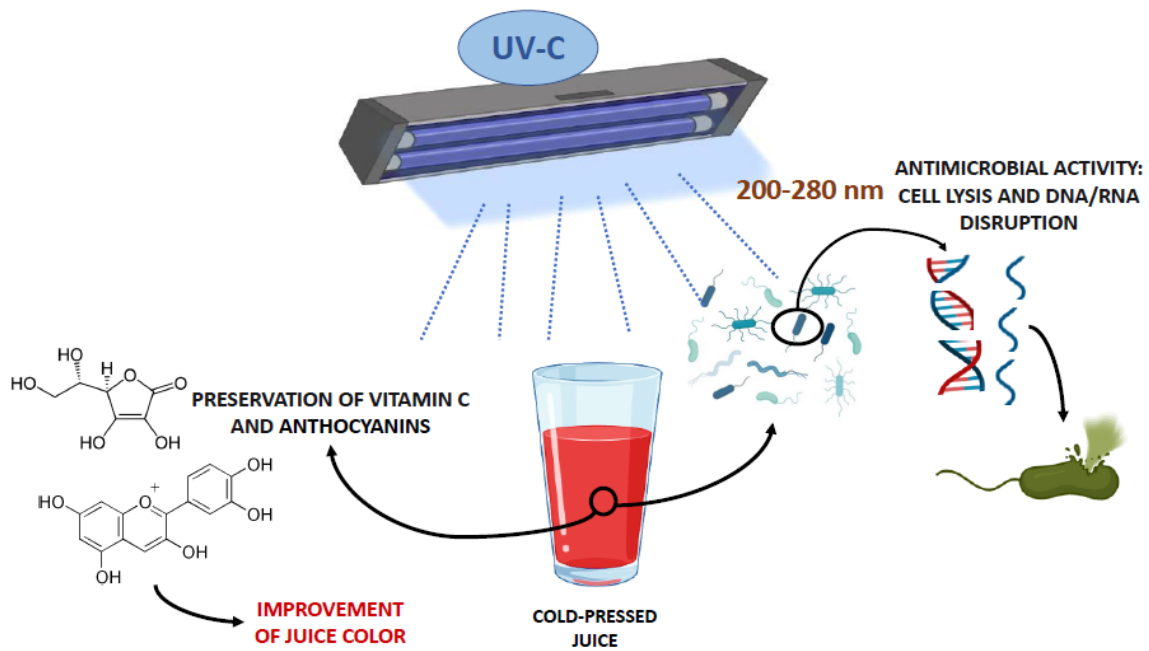 UV-C
200-280 nm
ANTIMICROBIAL ACTIVITY:
CELL LYSIS AND DNA/RNA
DISRUPTION
PRESERVATION OF VITAMIN C
AND ANTHOCYANINS
HO
HO
H
O
O
HO
OH
HO
O
+
OH
OH
OH
OH
IMPROVEMENT
OF JUICE COLOR
COLD-PRESSED
JUICE